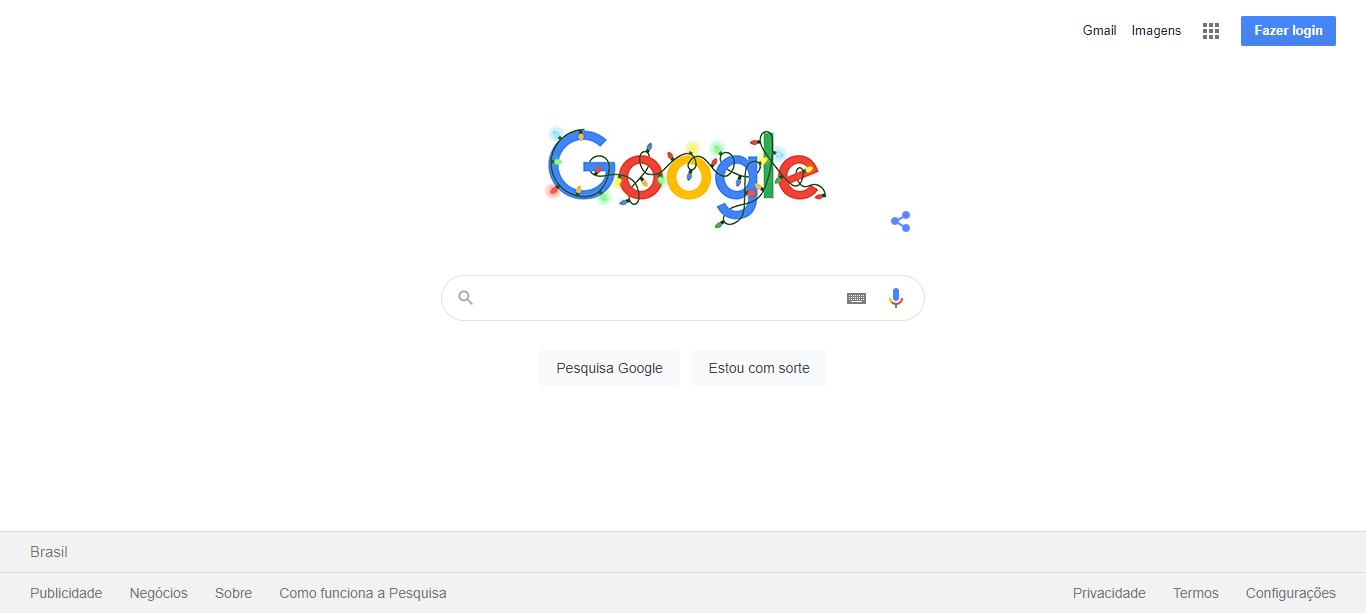 Gmail Imagens Fazer login
Google
Pesquisa Google Estou com sorte
Brasil
Publicidade Negócios Sobre Como funciona a Pesquisa Privacidade Termos Configurações